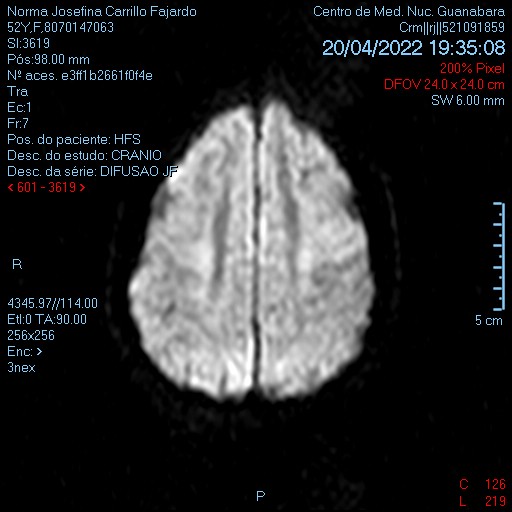 Norma Josefina Carrillo Fajardo
52Y,F,8070147063
Sl:3619
Pós:98.00 mm
Nº aces. e3ff1b2661f0f4e
Tra
Ec:1
Fr:7
Pos. do paciente: HFS
Desc. do estudo: CRANIO
Desc. da série: DIFUSAO JF
< 601 - 3619 >
Centro de Med. Nuc. Guanabara
Crm||rj||521091859
20/04/2022 19:35:08
200% Pixel
DFOV 24.0 x 24.0 cm
SW 6.00 mm
R
4345.97//114.00
Etl:0 TA:90.00
256x256
Enc: >
3nex
5 cm
P
C 126
L 219